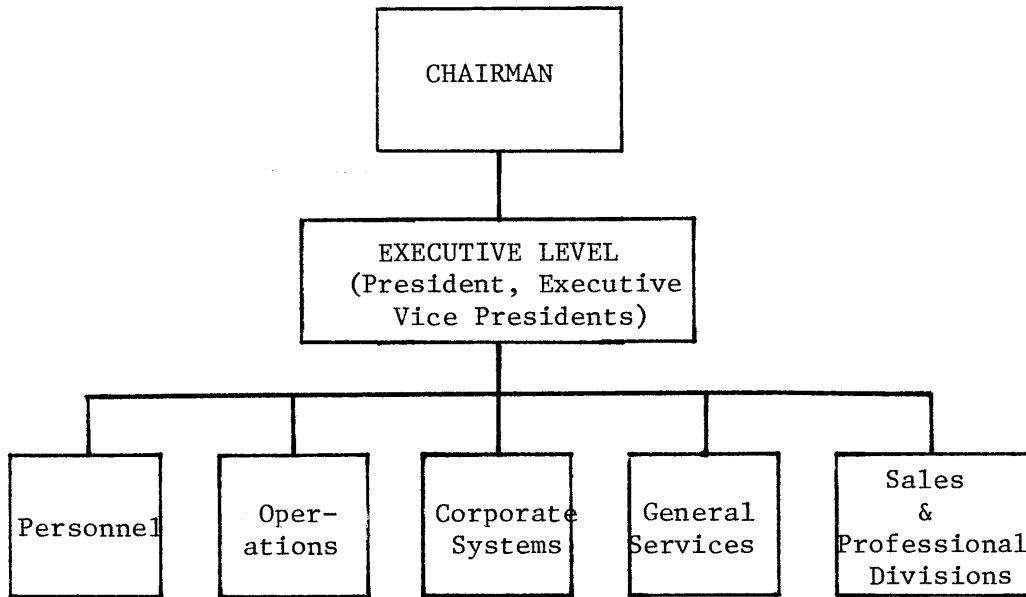 CHAIRMAN
EXECUTIVE LEVEL
(President, Executive
Vice Presidents)
Personnel
Oper-
ations
Corporate
Systems
General
Services
Sales
&
Professional
Divisions